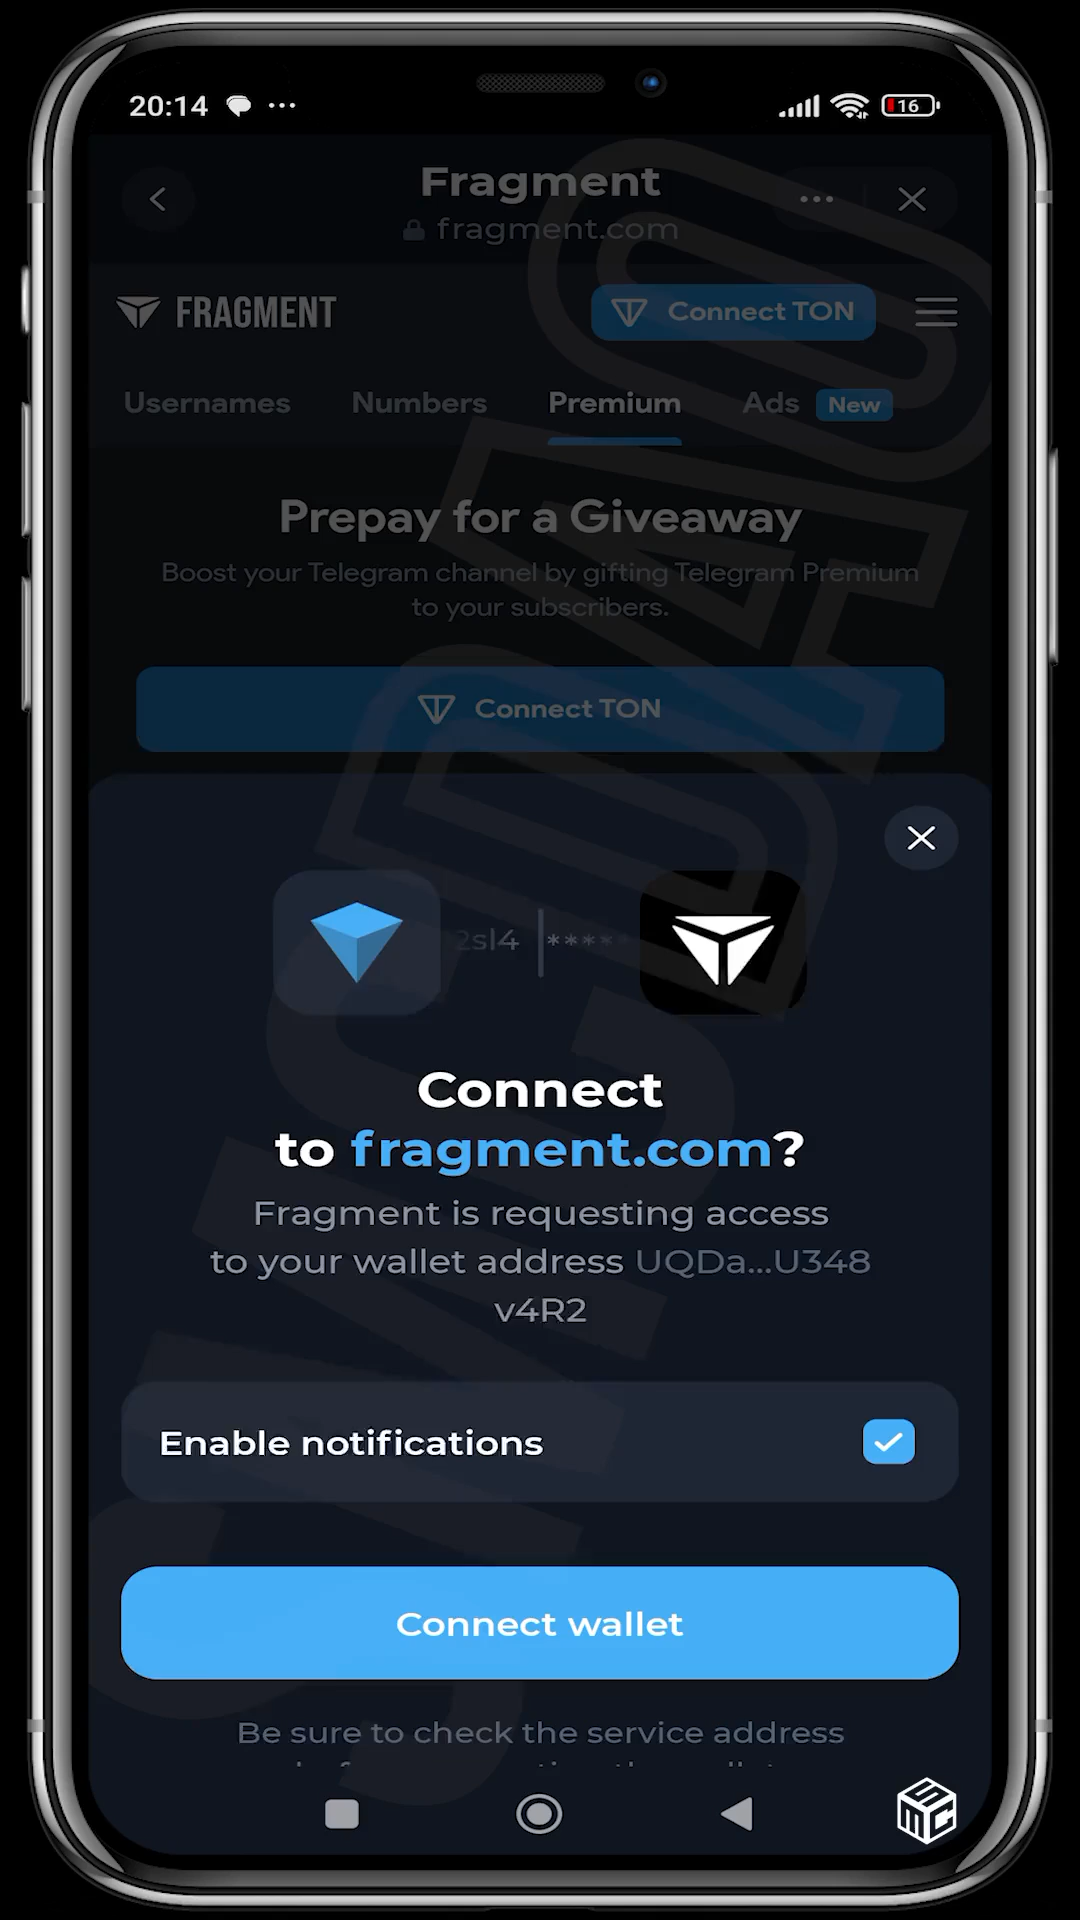 20:14
16
Fragment
fragment.com
FRAGMENT
Connect TON
Usernames
Numbers
Premium
Ads
New
Prepay for a Giveaway
Boost your Telegram channel by gifting Telegram Premium
to your subscribers.
Connect TON
2sl4
****
Connect
to fragment.com?
Fragment is requesting access
to your wallet address UQDa...U348
v4R2
Enable notifications
Connect wallet
Be sure to check the service address